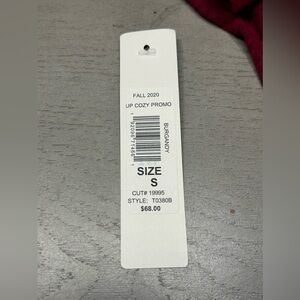 FALL 2020
UP COZY PROMO
BURGANDY
SIZE
S
CUT# 19995
STYLE: T0380B
$68.00